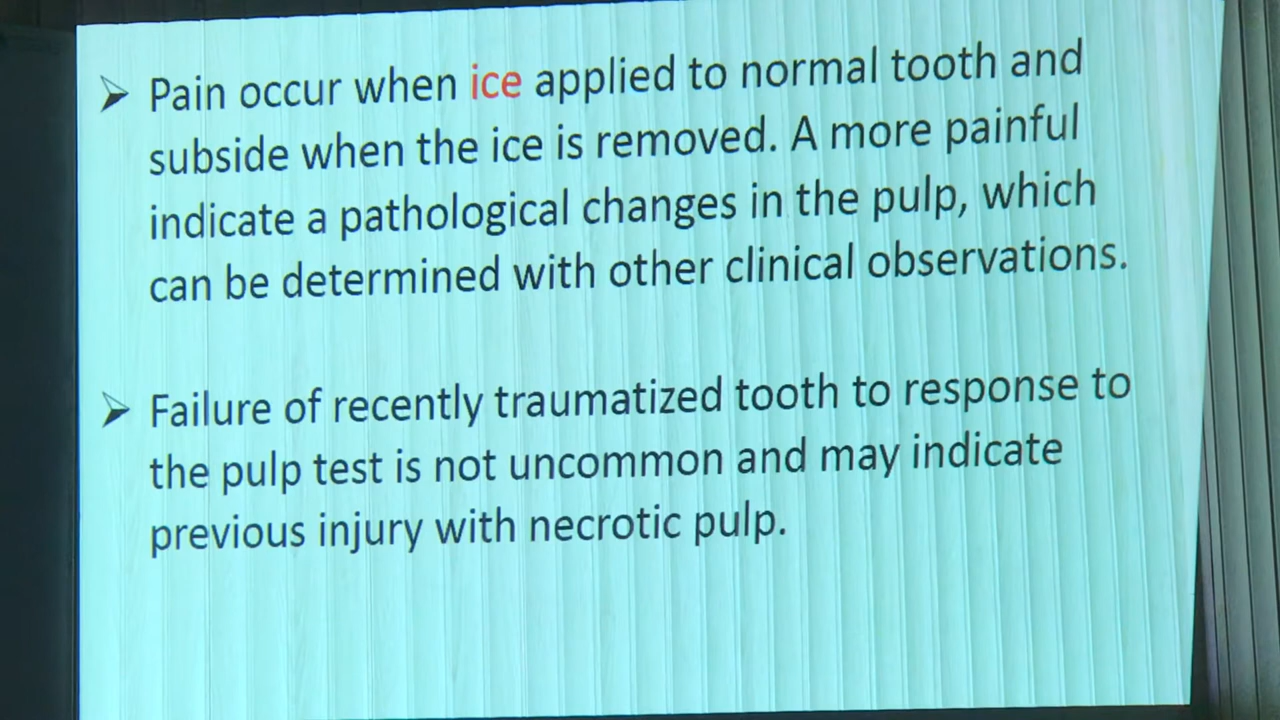 ➢ Pain occur when ice applied to normal tooth and
subside when the ice is removed. A more painful
indicate a pathological changes in the pulp, which
can be determined with other clinical observations.
➢ Failure of recently traumatized tooth to response to
the pulp test is not uncommon and may indicate
previous injury with necrotic pulp.